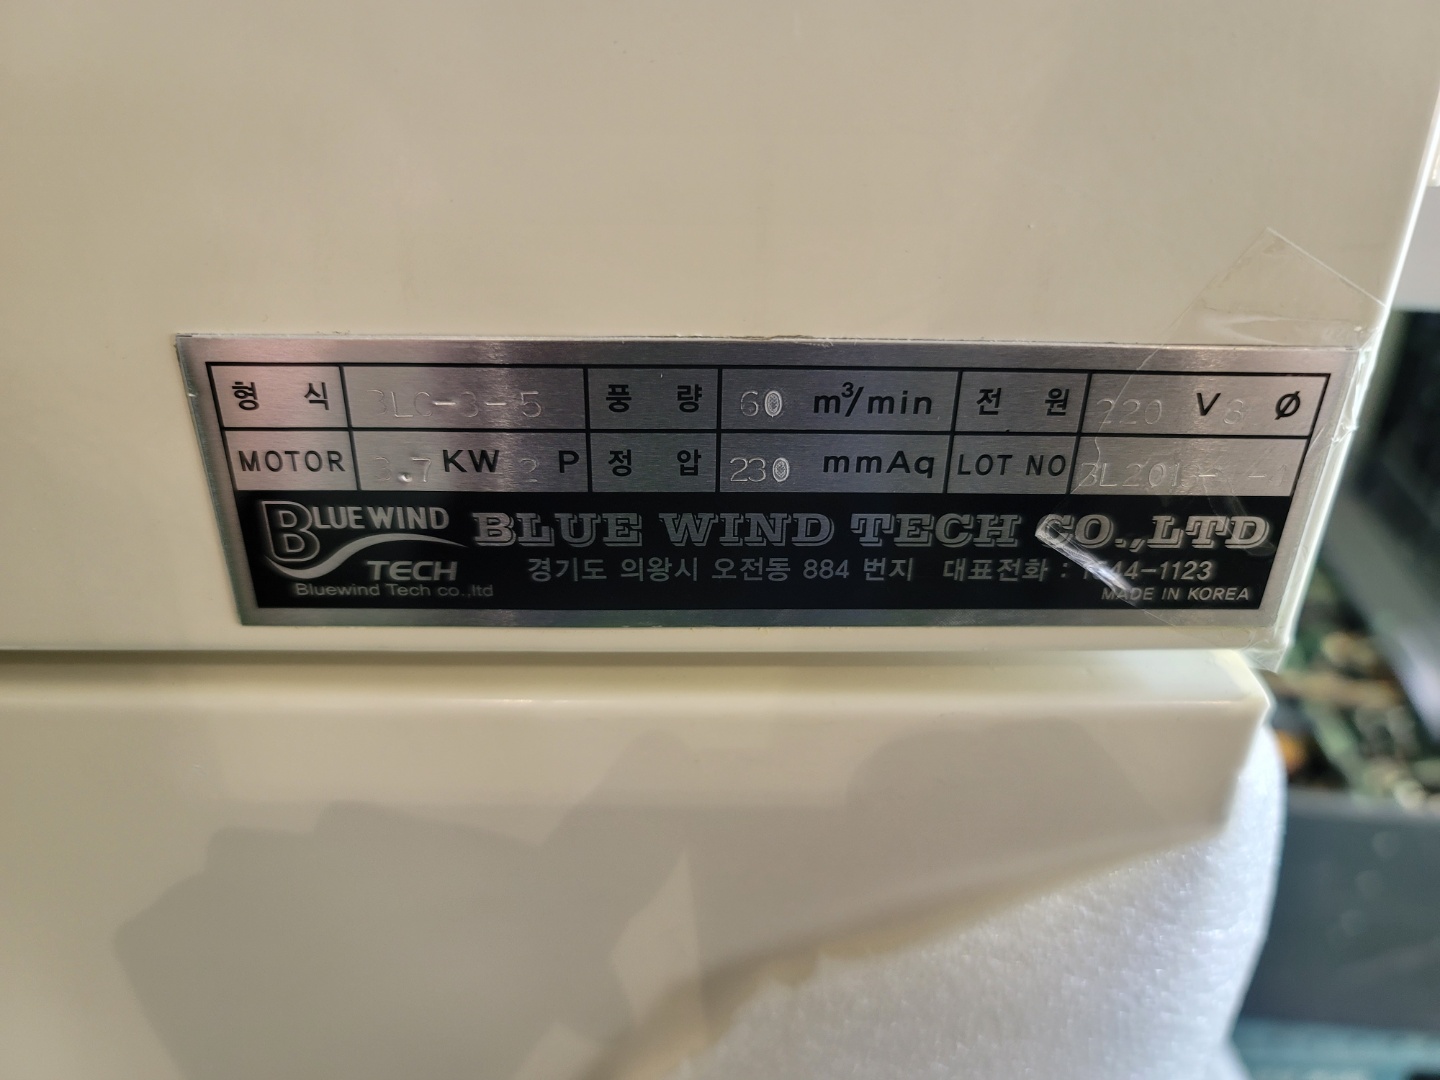 형 식 BLC-3-5 풍 량 60 m³/min 전 원 220 V 3 Ø
MOTOR 3.7 KW 2 P 정 압 230 mmAq LOT NO
BLUE WIND TECH
Bluewind Tech co.,ltd
BLUE WIND TECH CO.,LTD
경기도 의왕시 오전동 884 번지 대표전화 : 1544-1123
MADE IN KOREA